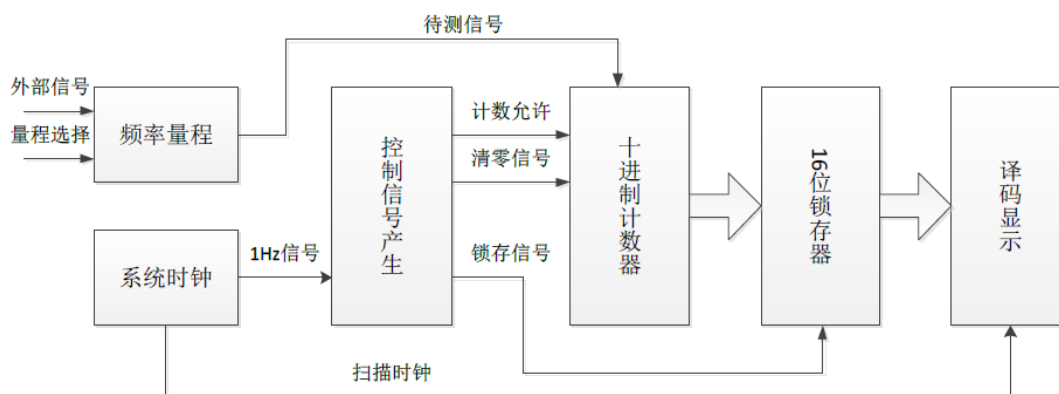 待测信号
外部信号
量程选择
频率量程
控制信号产生
计数允许
清零信号
十进制计数器
16位锁存器
译码显示
系统时钟
1Hz信号
锁存信号
扫描时钟